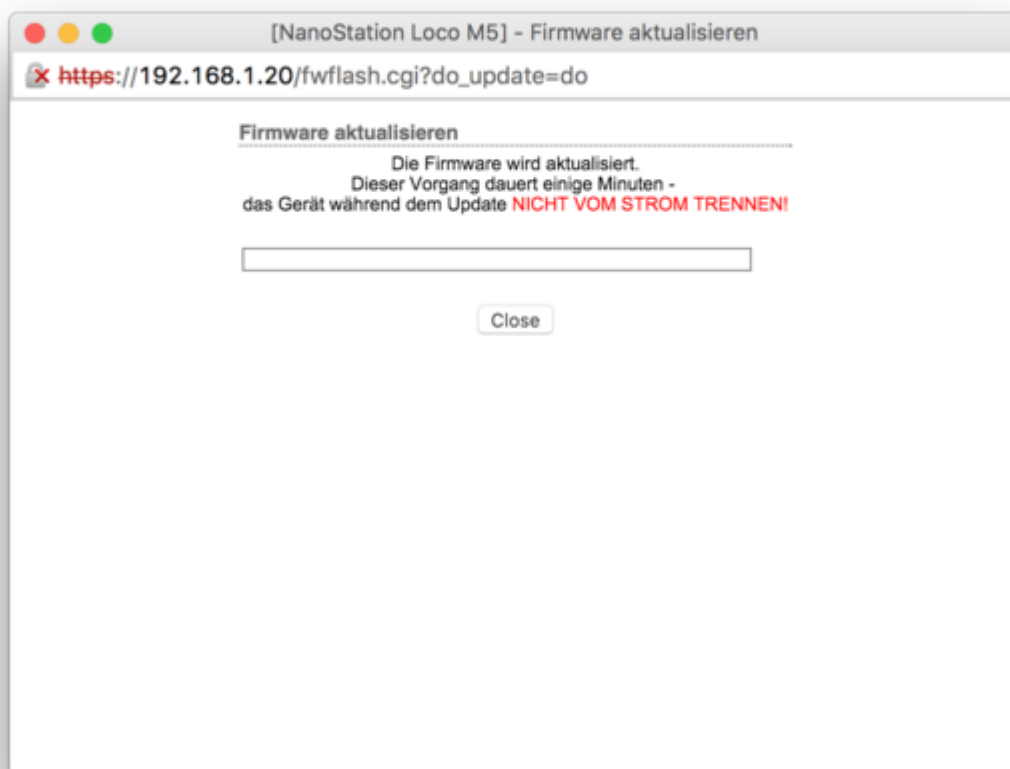 [NanoStation Loco M5] - Firmware aktualisieren
https://192.168.1.20/fwflash.cgi?do_update=do
Firmware aktualisieren
Die Firmware wird aktualisiert.
Dieser Vorgang dauert einige Minuten -
das Gerät während dem Update NICHT VOM STROM TRENNEN!
Close